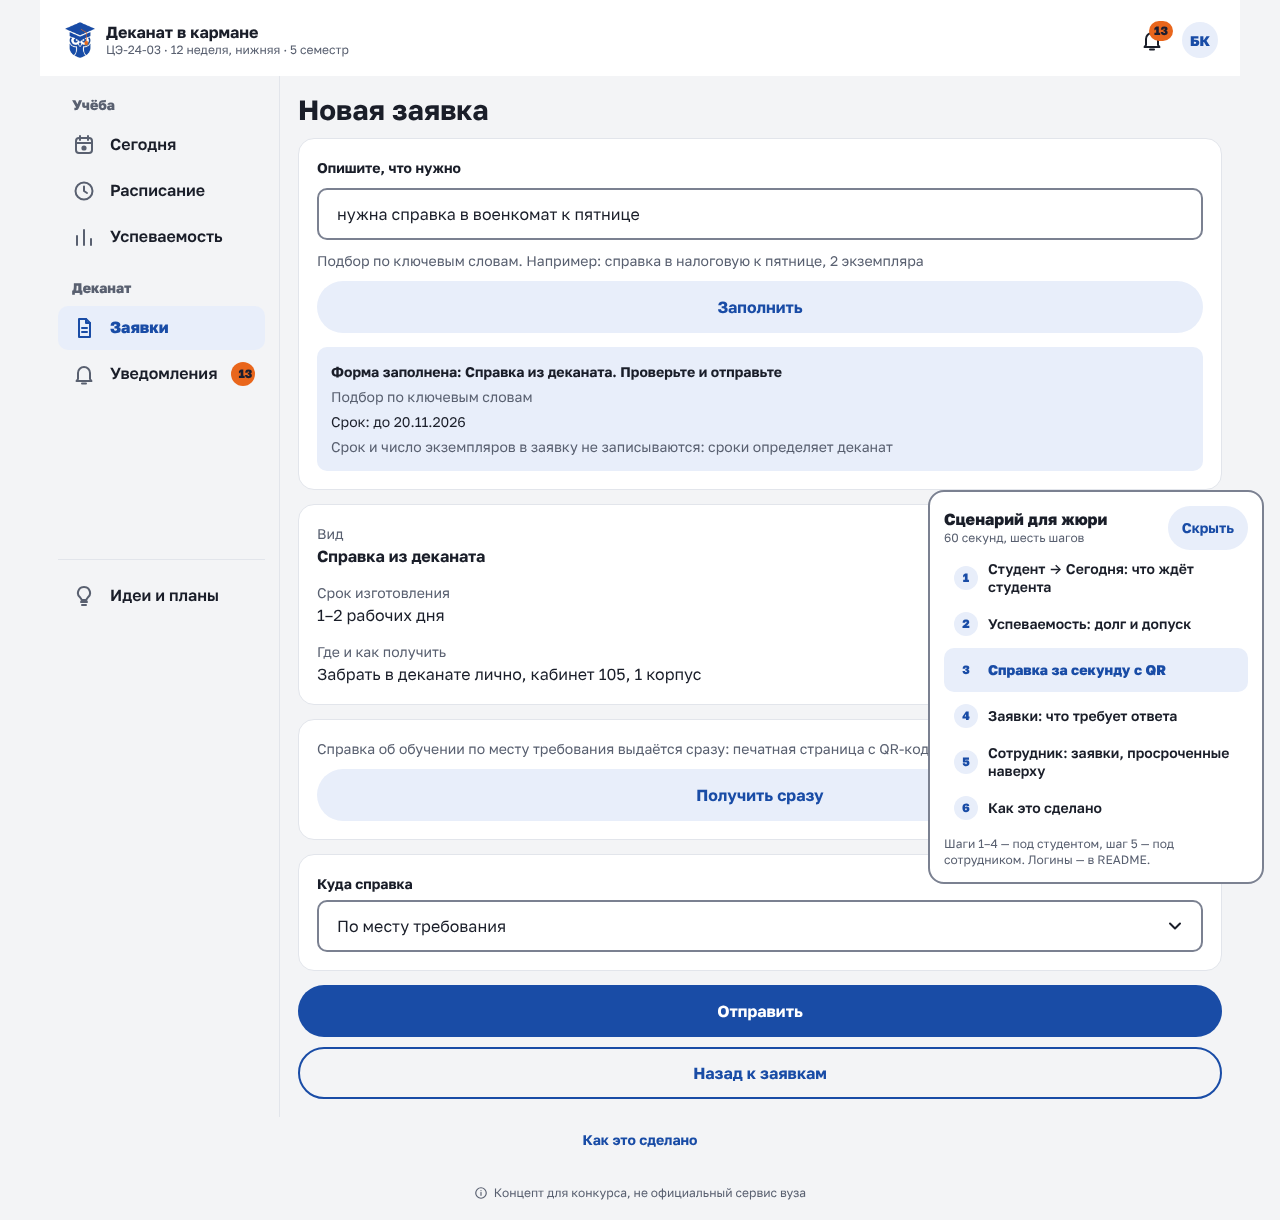 Деканат в кармане
ЦЭ-24-03 · 12 неделя, нижняя · 5 семестр
13
БК
Учёба
Сегодня
Расписание
Успеваемость
Деканат
Заявки
Уведомления 13
Идеи и планы
Новая заявка
Опишите, что нужно
нужна справка в военкомат к пятнице
Подбор по ключевым словам. Например: справка в налоговую к пятнице, 2 экземпляра
Заполнить
Форма заполнена: Справка из деканата. Проверьте и отправьте
Подбор по ключевым словам
Срок: до 20.11.2026
Срок и число экземпляров в заявку не записываются: сроки определяет деканат
Вид
Справка из деканата
Срок изготовления
1–2 рабочих дня
Где и как получить
Забрать в деканате лично, кабинет 105, 1 корпус
Справка об обучении по месту требования выдаётся сразу: печатная страница с QR-код
Получить сразу
Куда справка
По месту требования
Отправить
Назад к заявкам
Сценарий для жюри
60 секунд, шесть шагов
Скрыть
1 Студент → Сегодня: что ждёт
студента
2 Успеваемость: долг и допуск
3 Справка за секунду с QR
4 Заявки: что требует ответа
5 Сотрудник: заявки, просроченные
наверху
6 Как это сделано
Шаги 1–4 — под студентом, шаг 5 — под
сотрудником. Логины — в README.
Как это сделано
Концепт для конкурса, не официальный сервис вуза